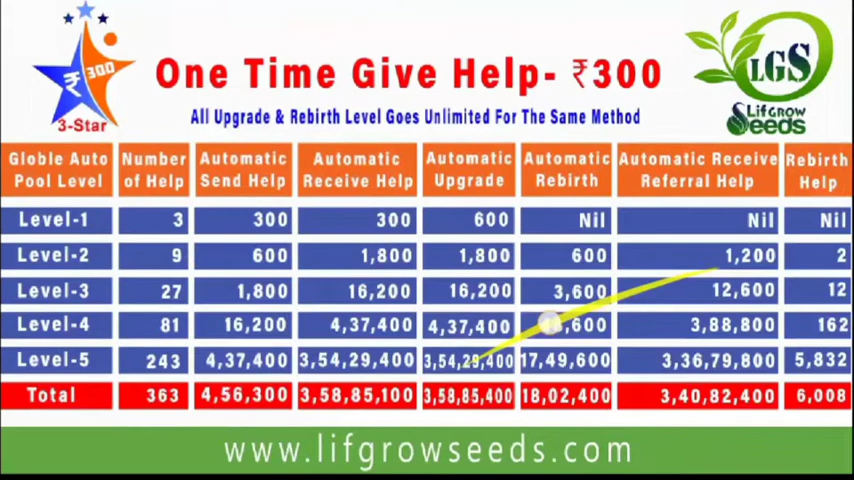 ₹300
3-Star
One Time Give Help- ₹300
All Upgrade & Rebirth Level Goes Unlimited For The Same Method
LGS
LifGrow
Seeds
Globle Auto Pool Level Number of Help Automatic Send Help Automatic Receive Help Automatic Upgrade Automatic Rebirth Automatic Receive Referral Help Rebirth Help
Level-1 3 300 300 600 Nil Nil Nil
Level-2 9 600 1,800 1,800 600 1,200 2
Level-3 27 1,800 16,200 16,200 3,600 12,600 12
Level-4 81 16,200 4,37,400 4,37,400 3,88,800 162
Level-5 243 4,37,400 3,54,29,400 3,54,29,400 17,49,600 3,36,79,800 5,832
Total 363 4,56,300 3,58,85,100 3,58,85,400 18,02,400 3,40,82,400 6,008
www.lifgrowseeds.com